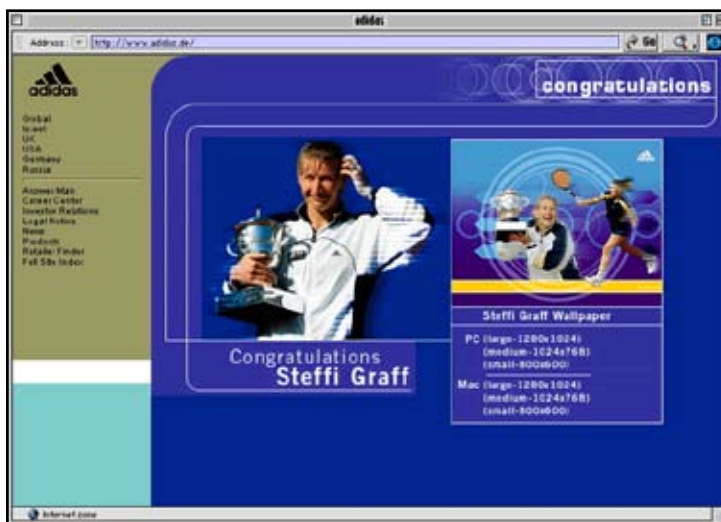 adidas
Address:
http://www.adidas.de/
Go
adidas
Global
Israel
UK
USA
Germany
Russia
Answer Man
Career Center
Investor Relations
Legal Notice
News
Products
Retailer Finder
Full Site Index
congratulations
Congratulations
Steffi Graff
Steffi Graff Wallpaper
PC (large-1280x1024)
(medium-1024x768)
(small-800x600)
Mac (large-1280x1024)
(medium-1024x768)
(small-800x600)
Internet zone